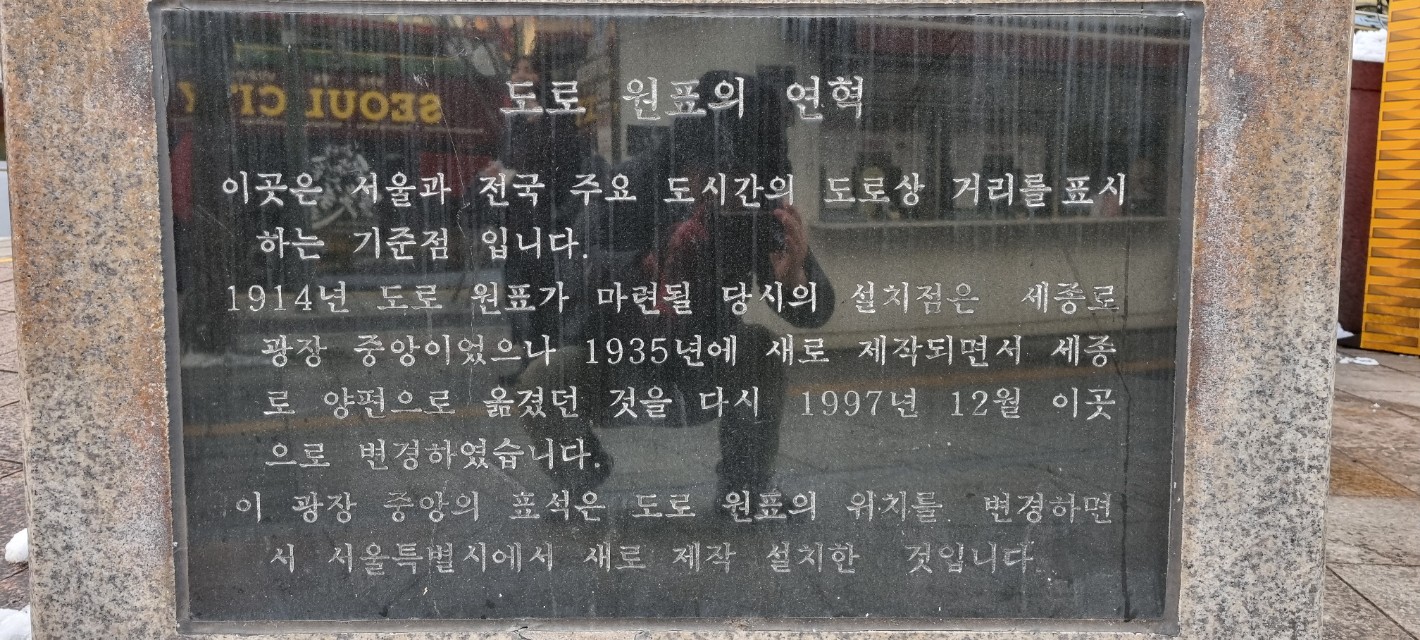 도로 원표의 연혁
이곳은 서울과 전국 주요 도시간의 도로상 거리를 표시
하는 기준점 입니다.
1914년 도로 원표가 마련될 당시의 설치점은 세종로
광장 중앙이었으나 1935년에 새로 제작되면서 세종
로 양편으로 옮겼던 것을 다시 1997년 12월 이곳
으로 변경하였습니다.
이 광장 중앙의 표석은 도로 원표의 위치를 변경하면
서 서울특별시에서 새로 제작 설치한 것입니다.
SEOUL CITY